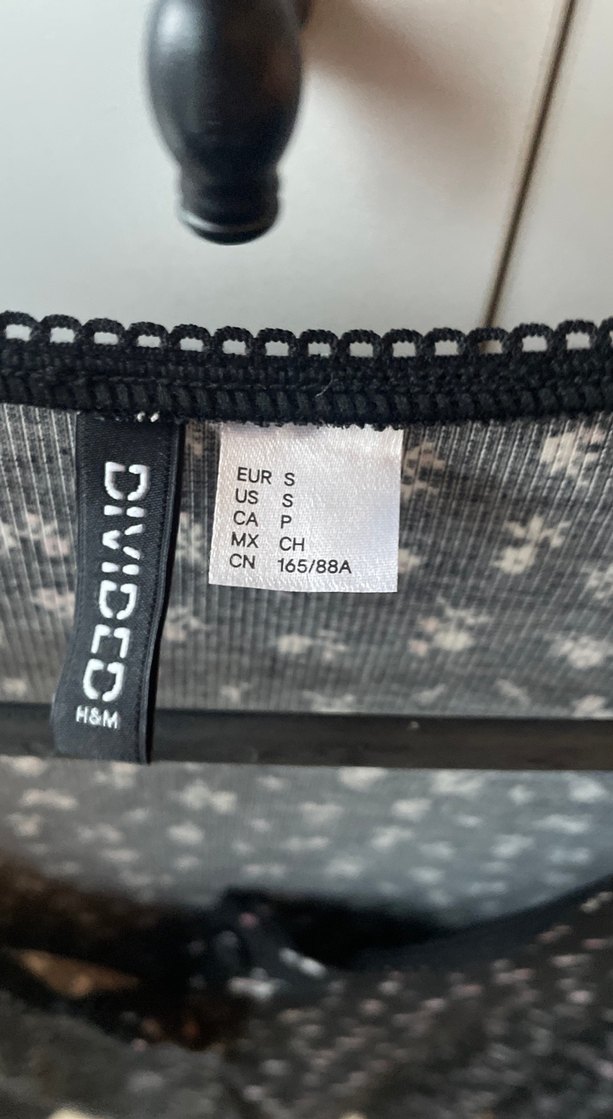 DIVIDED
H&M
EUR S
US S
CA P
MX CH
CN 165/88A